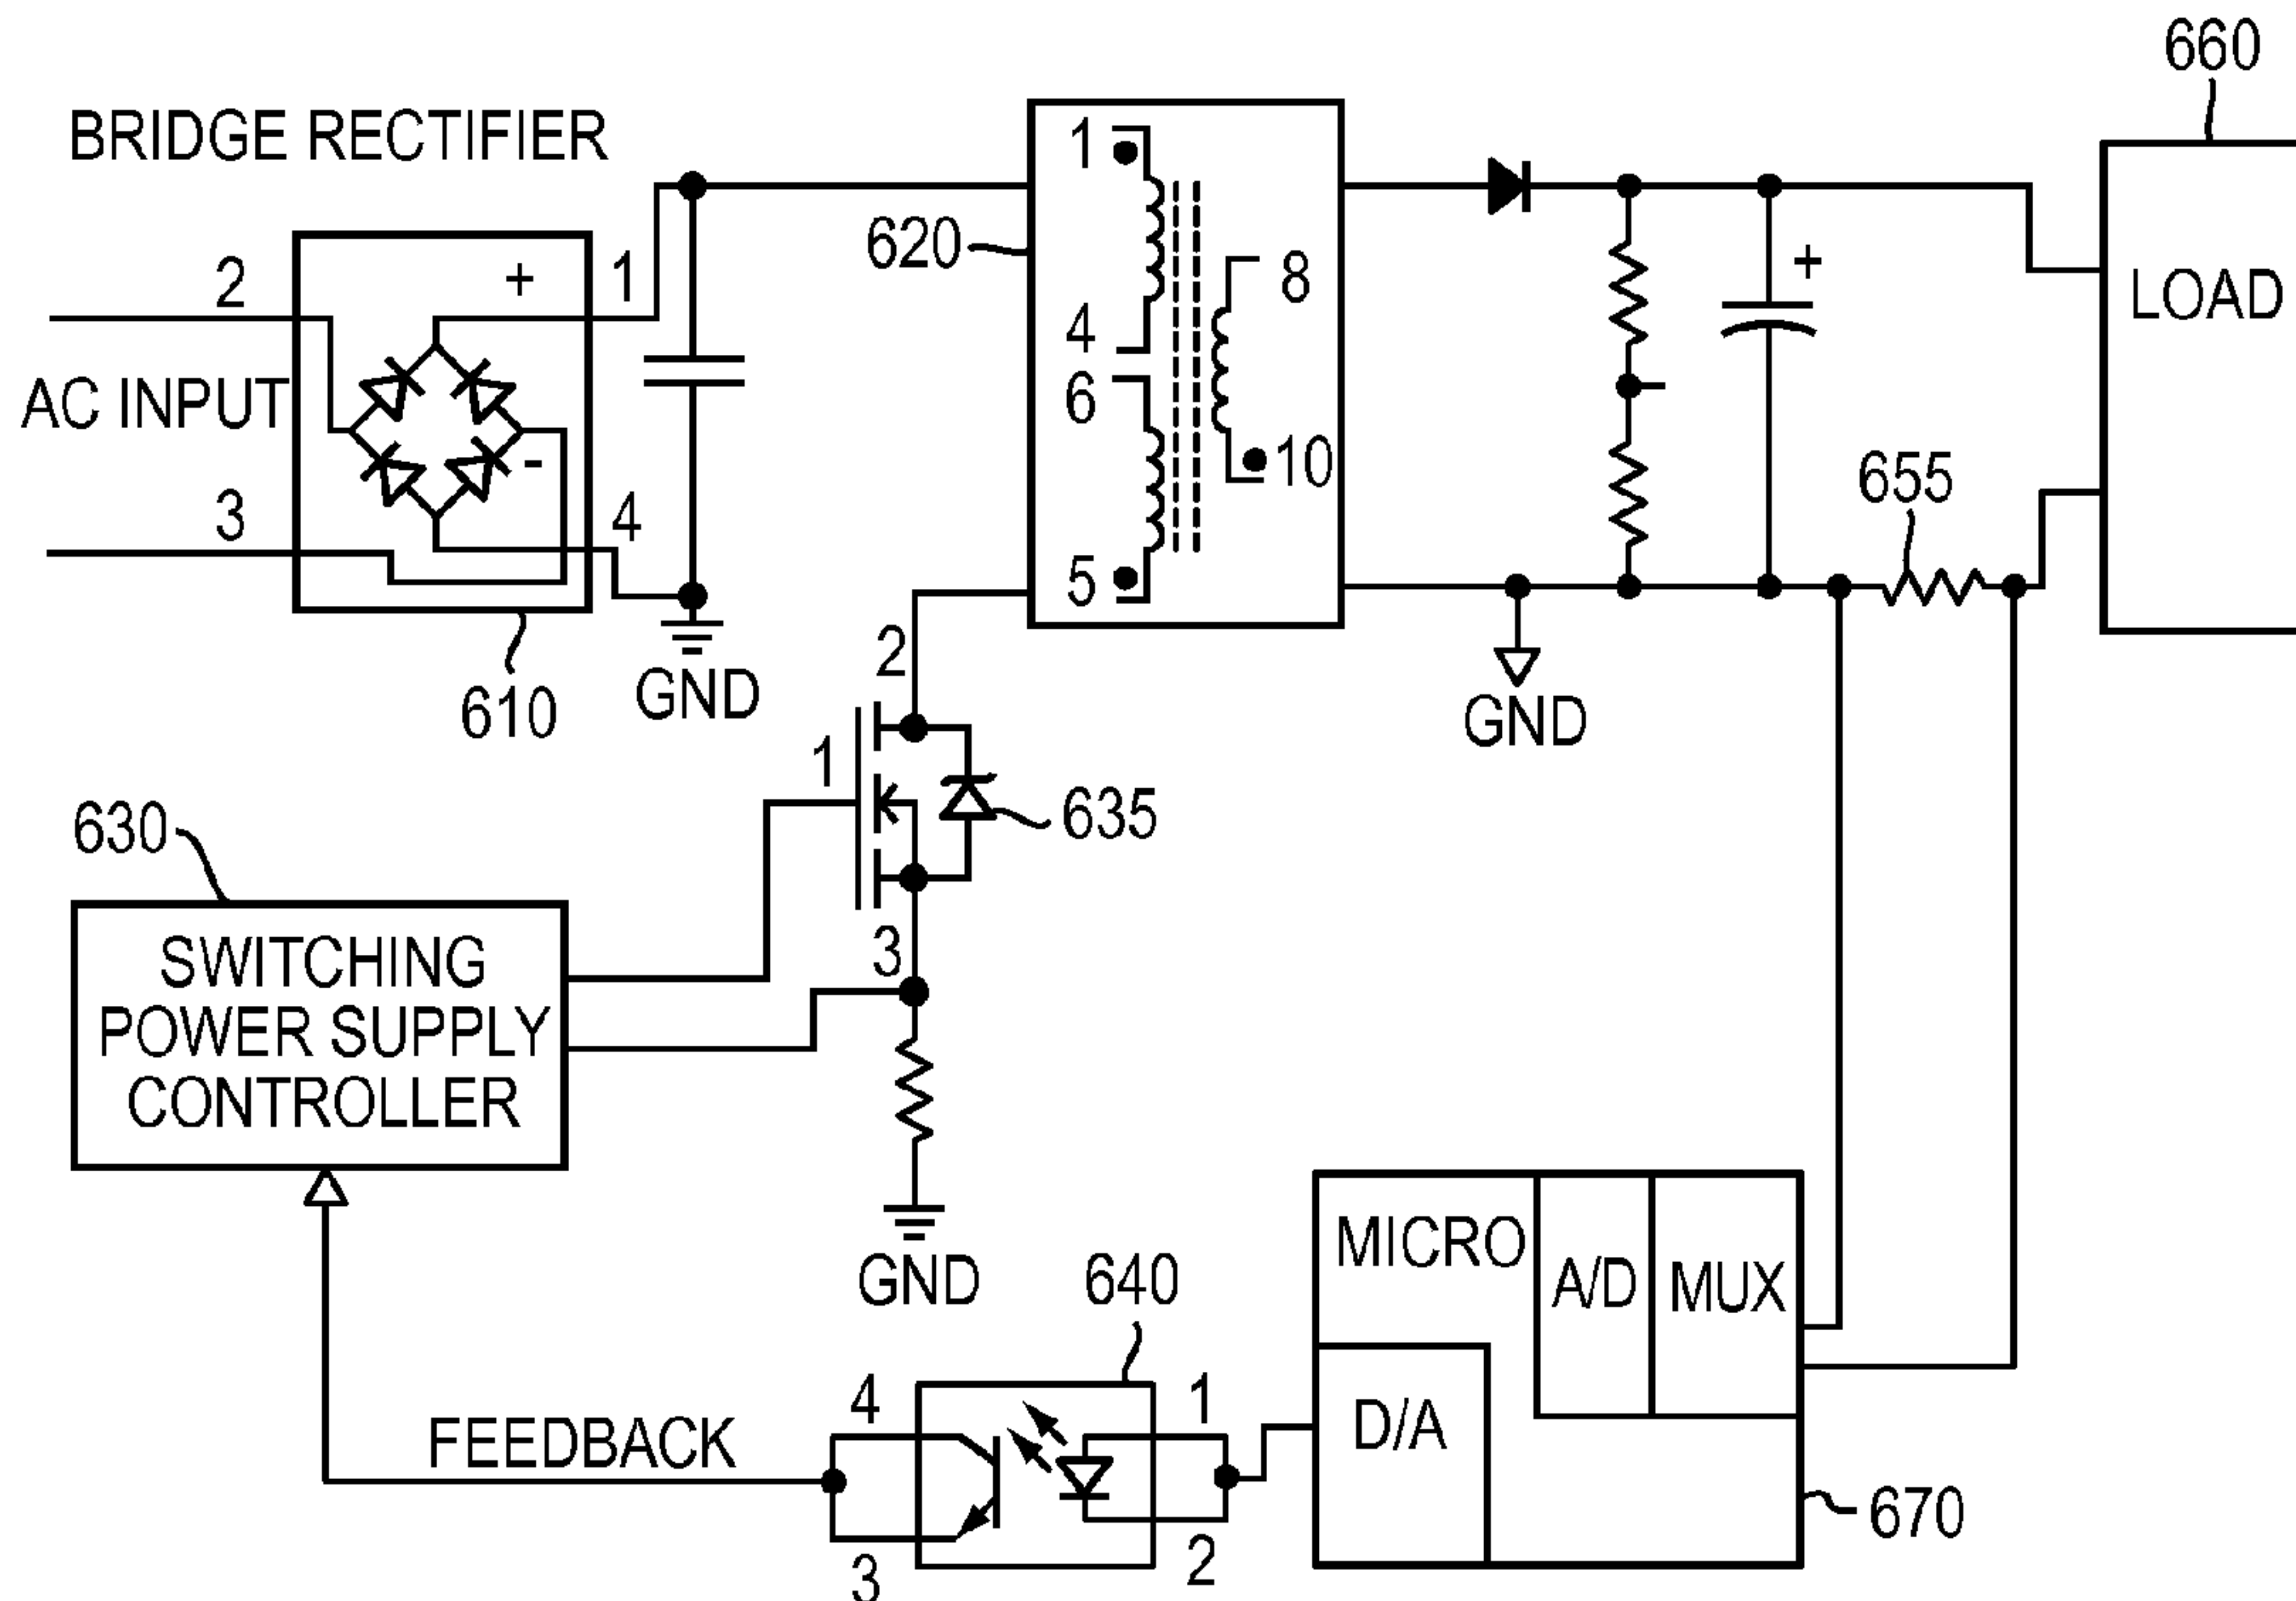 660
BRIDGE RECTIFIER
1
620
2
+
1
8
+
LOAD
4
AC INPUT
6
-
10
655
3
4
5
2
GND
610
GND
1
630
635
3
SWITCHING
POWER SUPPLY
CONTROLLER
GND
640
MICRO
A/D
MUX
4
1
FEEDBACK
D/A
670
3
2